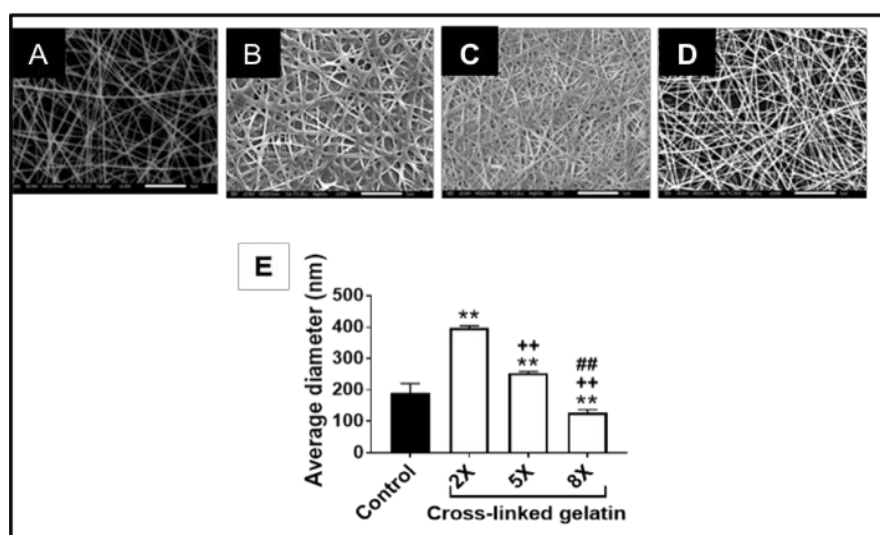 A
B
C
D
E
Average diameter (nm)
500
400
300
200
100
0
**
++
**
##
++
**
Control
2X
5X
8X
Cross-linked gelatin